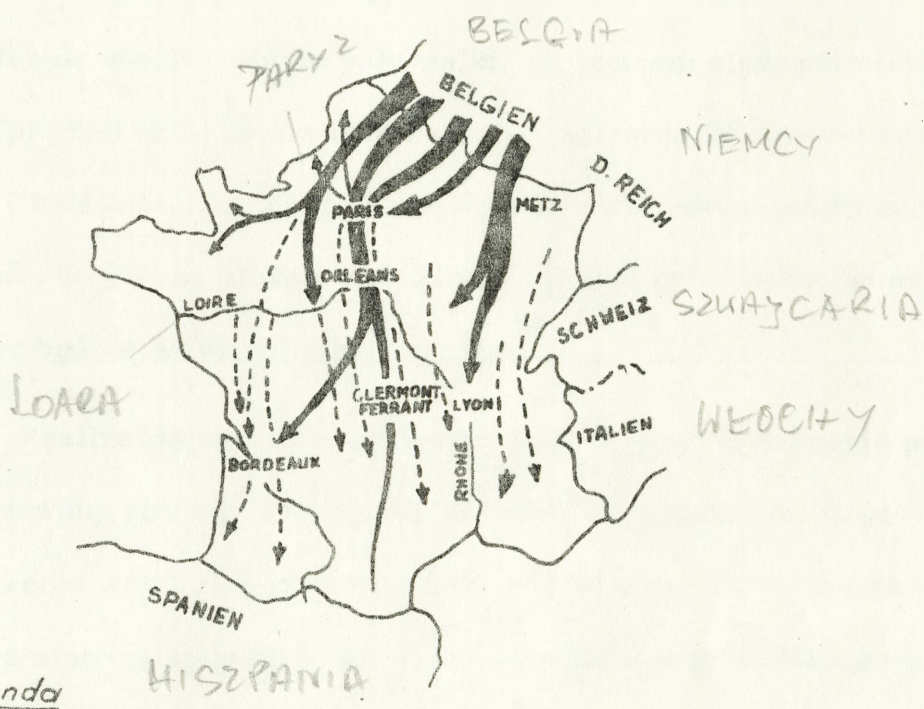 BELGIA
PARYZ
BELGIEN
NIEMCY
D. REICH
METZ
PARIS
ORLEANS
LOIRE
SCHWEIZ
SZWAJCARIA
LOARA
CLERMONT
FERRANT
LYON
WŁOCHY
ITALIEN
BORDEAUX
RHONE
SPANIEN
HISZPANIA
nda